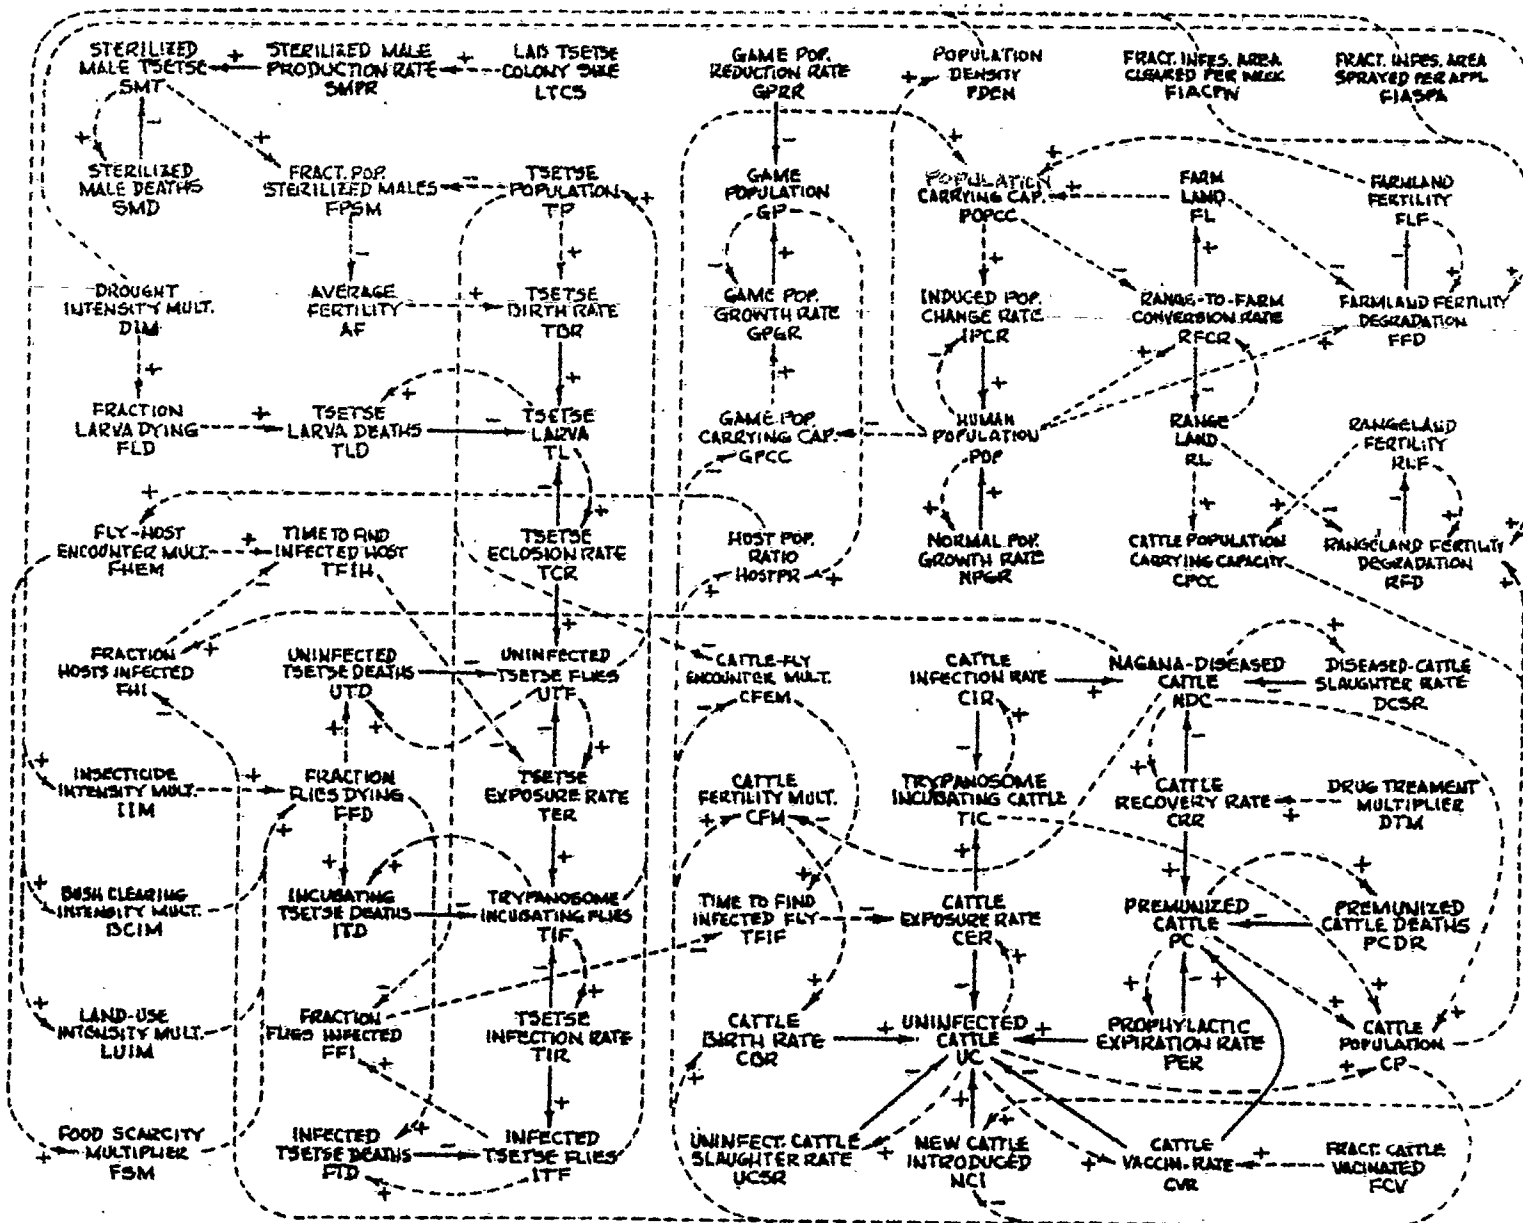 STERILIZED
MALE TSETSE
SMT
STERILIZED MALE
PRODUCTION RATE
SMPR
LAB TSETSE
COLONY SIZE
LTCS
GAME POP.
REDUCTION RATE
GPRR
POPULATION
DENSITY
PDEN
FRACT. INFES. AREA
CLEARED PER WEEK
FIACPW
FRACT. INFES. AREA
SPRAYED PER APPL
FIASPA
STERILIZED
MALE DEATHS
SMD
FRACT. POP.
STERILIZED MALES
FPSM
TSETSE
POPULATION
TP
GAME
POPULATION
GP
POPULATION
CARRYING CAP.
POPCC
FARM
LAND
FL
FARMLAND
FERTILITY
FLF
DROUGHT
INTENSITY MULT.
DIM
AVERAGE
FERTILITY
AF
TSETSE
BIRTH RATE
TBR
GAME POP.
GROWTH RATE
GPGR
INDUCED POP.
CHANGE RATE
IPCR
RANGE-TO-FARM
CONVERSION RATE
RFCR
FARMLAND FERTILITY
DEGRADATION
FFD
FRACTION
LARVA DYING
FLD
TSETSE
LARVA DEATHS
TLD
TSETSE
LARVA
TL
GAME POP.
CARRYING CAP.
GPCC
HUMAN
POPULATION
POP
RANGE
LAND
RL
RANGELAND
FERTILITY
RLF
FLY-HOST
ENCOUNTER MULT.
FHEM
TIME TO FIND
INFECTED HOST
TFIH
TSETSE
ECLOSION RATE
TCR
HOST POP.
RATIO
HOSTPR
NORMAL POP.
GROWTH RATE
NPGR
CATTLE POPULATION
CARRYING CAPACITY
CPCC
RANGELAND FERTILITY
DEGRADATION
RFD
FRACTION
HOSTS INFECTED
FHI
UNINFECTED
TSETSE DEATHS
UTD
UNINFECTED
TSETSE FLIES
UTF
CATTLE-FLY
ENCOUNTER MULT.
CFEM
CATTLE
INFECTION RATE
CIR
NAGANA-DISEASED
CATTLE
NDC
DISEASED-CATTLE
SLAUGHTER RATE
DCSR
INSECTICIDE
INTENSITY MULT.
IIM
FRACTION
FLIES DYING
FFD
TSETSE
EXPOSURE RATE
TER
CATTLE
FERTILITY MULT.
CFM
TRYPANOSOME
INCUBATING CATTLE
TIC
CATTLE
RECOVERY RATE
CRR
DRUG TREAMENT
MULTIPLIER
DTM
BUSH CLEARING
INTENSITY MULT.
BCIM
INCUBATING
TSETSE DEATHS
ITD
TRYPANOSOME
INCUBATING FLIES
TIF
TIME TO FIND
INFECTED FLY
TFIF
CATTLE
EXPOSURE RATE
CER
PREMUNIZED
CATTLE
PC
PREMUNIZED
CATTLE DEATHS
PCDR
LAND-USE
INTENSITY MULT.
LUIM
FRACTION
FLIES INFECTED
FFI
TSETSE
INFECTION RATE
TIR
CATTLE
BIRTH RATE
CBR
UNINFECTED
CATTLE
UC
PROPHYLACTIC
EXPIRATION RATE
PER
CATTLE
POPULATION
CP
FOOD SCARCITY
MULTIPLIER
FSM
INFECTED
TSETSE DEATHS
FTD
INFECTED
TSETSE FLIES
ITF
UNINFECT. CATTLE
SLAUGHTER RATE
UCSR
NEW CATTLE
INTRODUCED
NCI
CATTLE
VACCIN. RATE
CVR
FRACT. CATTLE
VACINATED
FCV